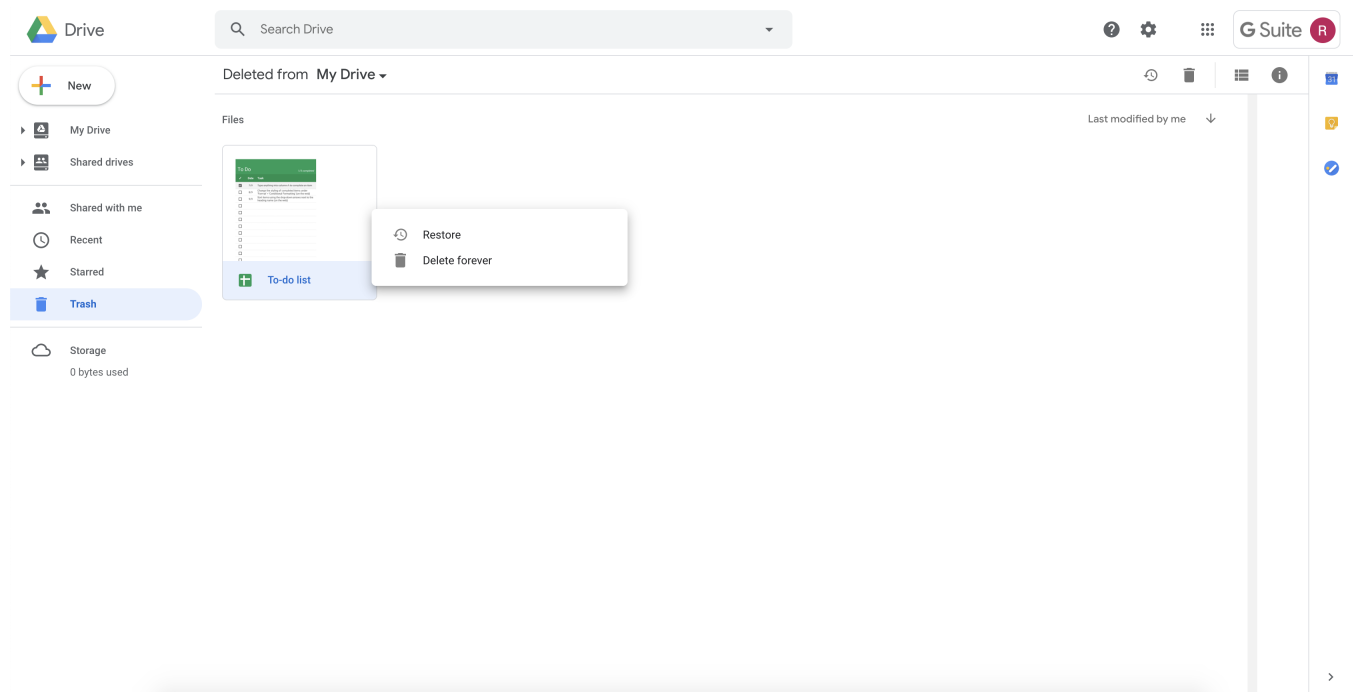 Drive
Search Drive
G Suite R
New
Deleted from My Drive
31
My Drive
Files
Last modified by me
Shared drives
To Do
Shared with me
Recent
Restore
Starred
Delete forever
To-do list
Trash
Storage
0 bytes used